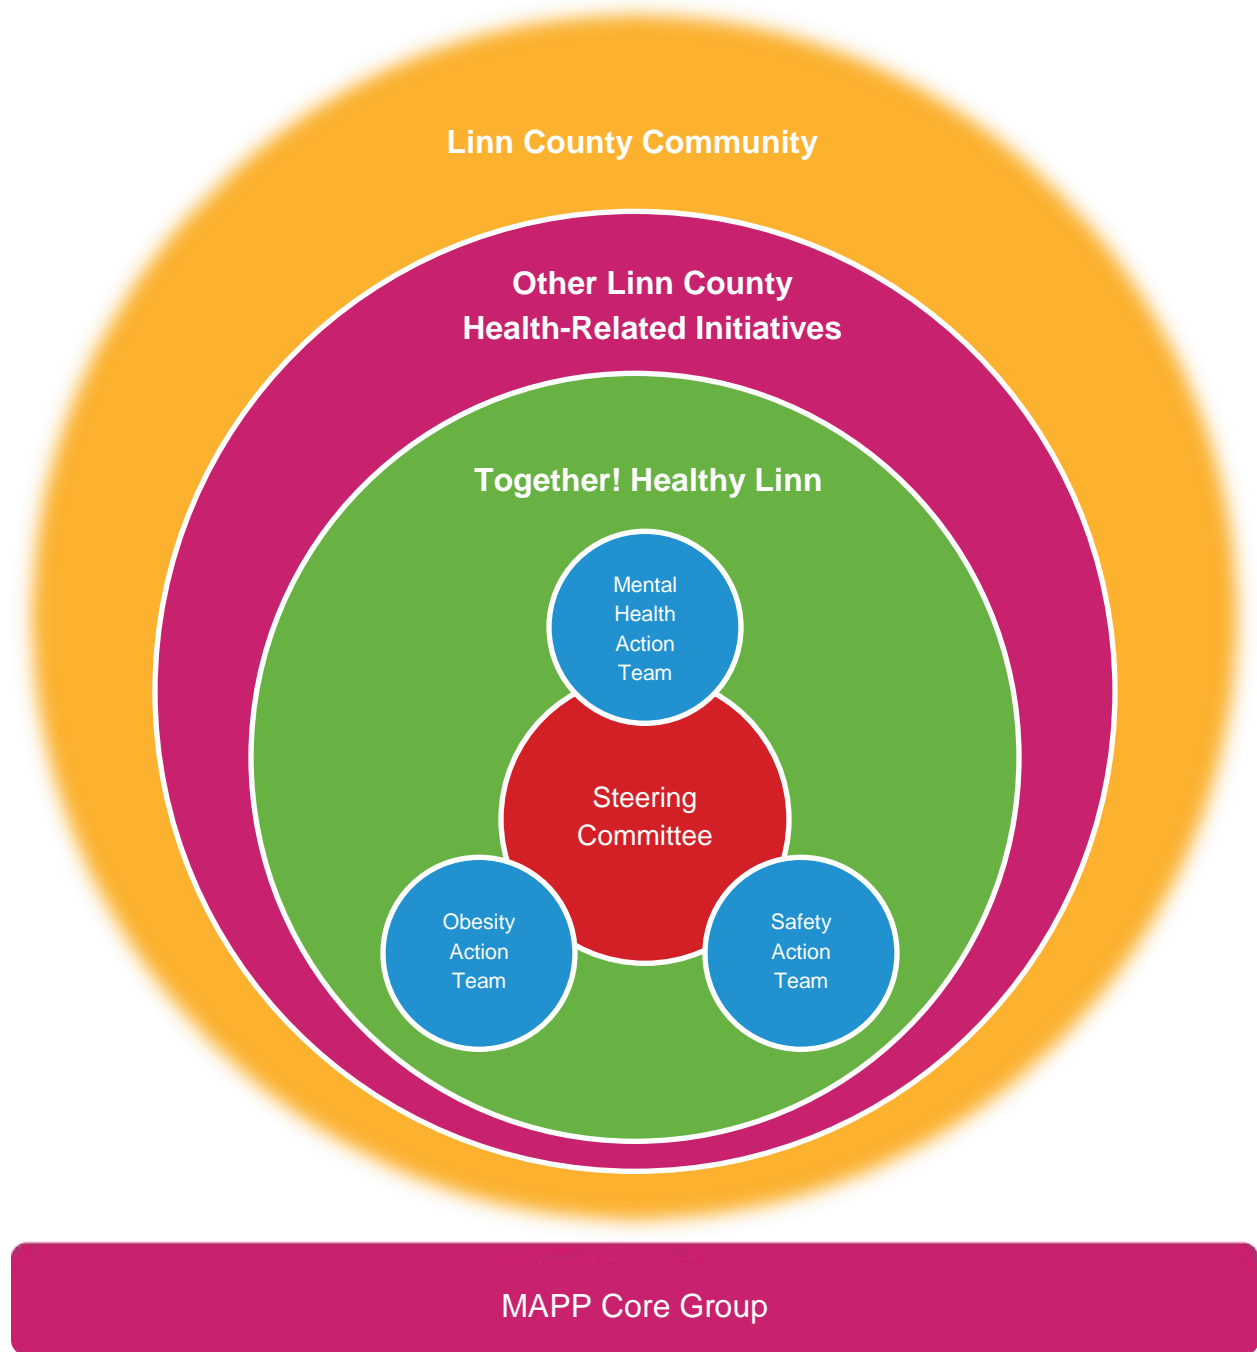 Linn County Community
Other Linn County
Health-Related Initiatives
Together! Healthy Linn
Mental
Health
Action
Team
Steering
Committee
Obesity
Action
Team
Safety
Action
Team
MAPP Core Group